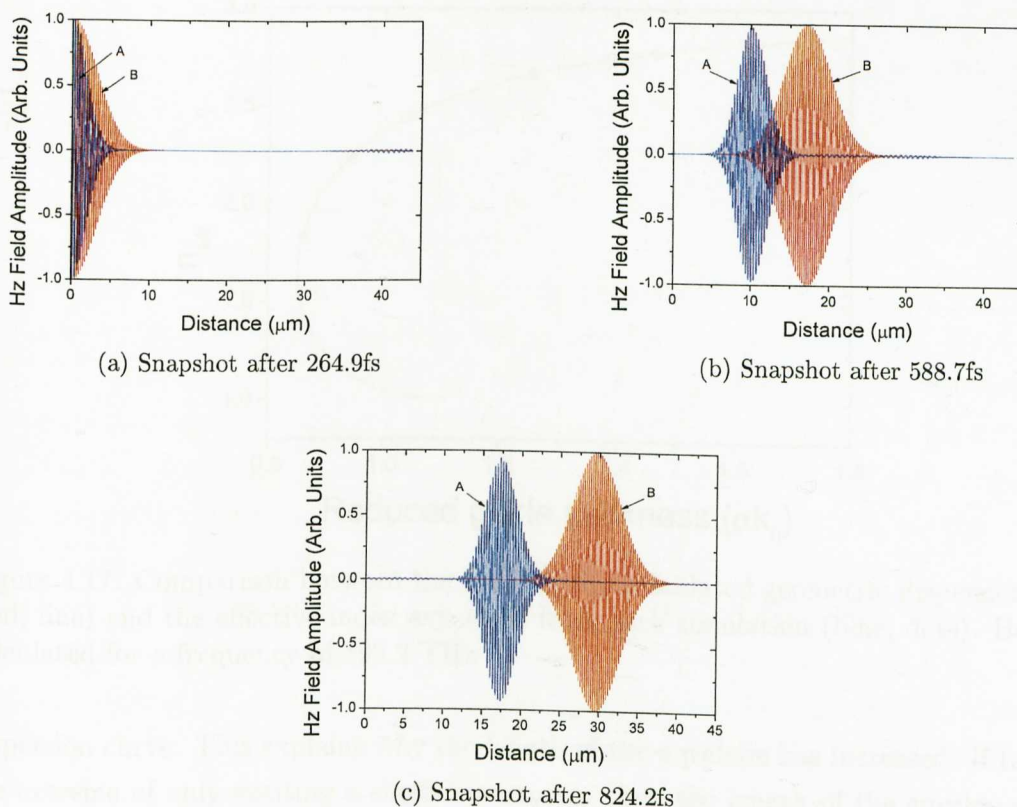 Hz Field Amplitude (Arb. Units)
1.0
0.5
0.0
-0.5
-1.0
A
B
0 10 20 30 40
Distance (μm)
(a) Snapshot after 264.9fs
Hz Field Amplitude (Arb. Units)
1.0
0.5
0.0
-0.5
-1.0
A
B
0 10 20 30 40
Distance (μm)
(b) Snapshot after 588.7fs
Hz Field Amplitude (Arb. Units)
1.0
0.5
0.0
-0.5
-1.0
A
B
0 5 10 15 20 25 30 35 40 45
Distance (μm)
(c) Snapshot after 824.2fs